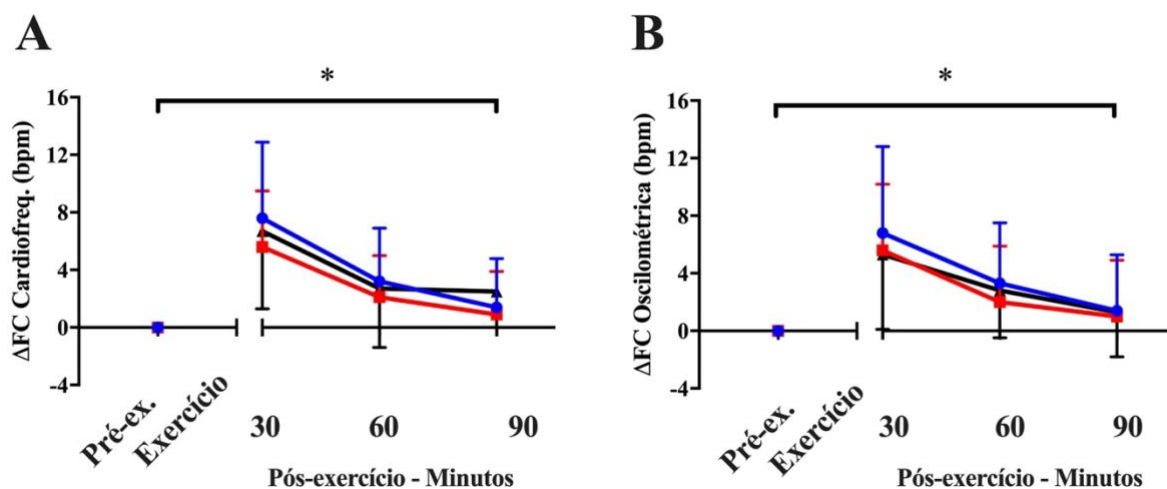 A
*
16
12
8
4
0
-4
ΔFC Cardiofreq. (bpm)
Pré-ex.
Exercício
30 60 90
Pós-exercício - Minutos
B
*
16
12
8
4
0
-4
ΔFC Oscilométrica (bpm)
Pré-ex.
Exercício
30 60 90
Pós-exercício - Minutos